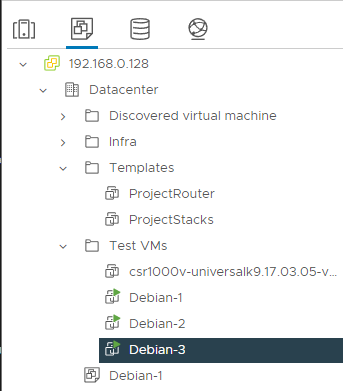 192.168.0.128
Datacenter
Discovered virtual machine
Infra
Templates
ProjectRouter
ProjectStacks
Test VMs
csr1000v-universalk9.17.03.05-v...
Debian-1
Debian-2
Debian-3
Debian-1